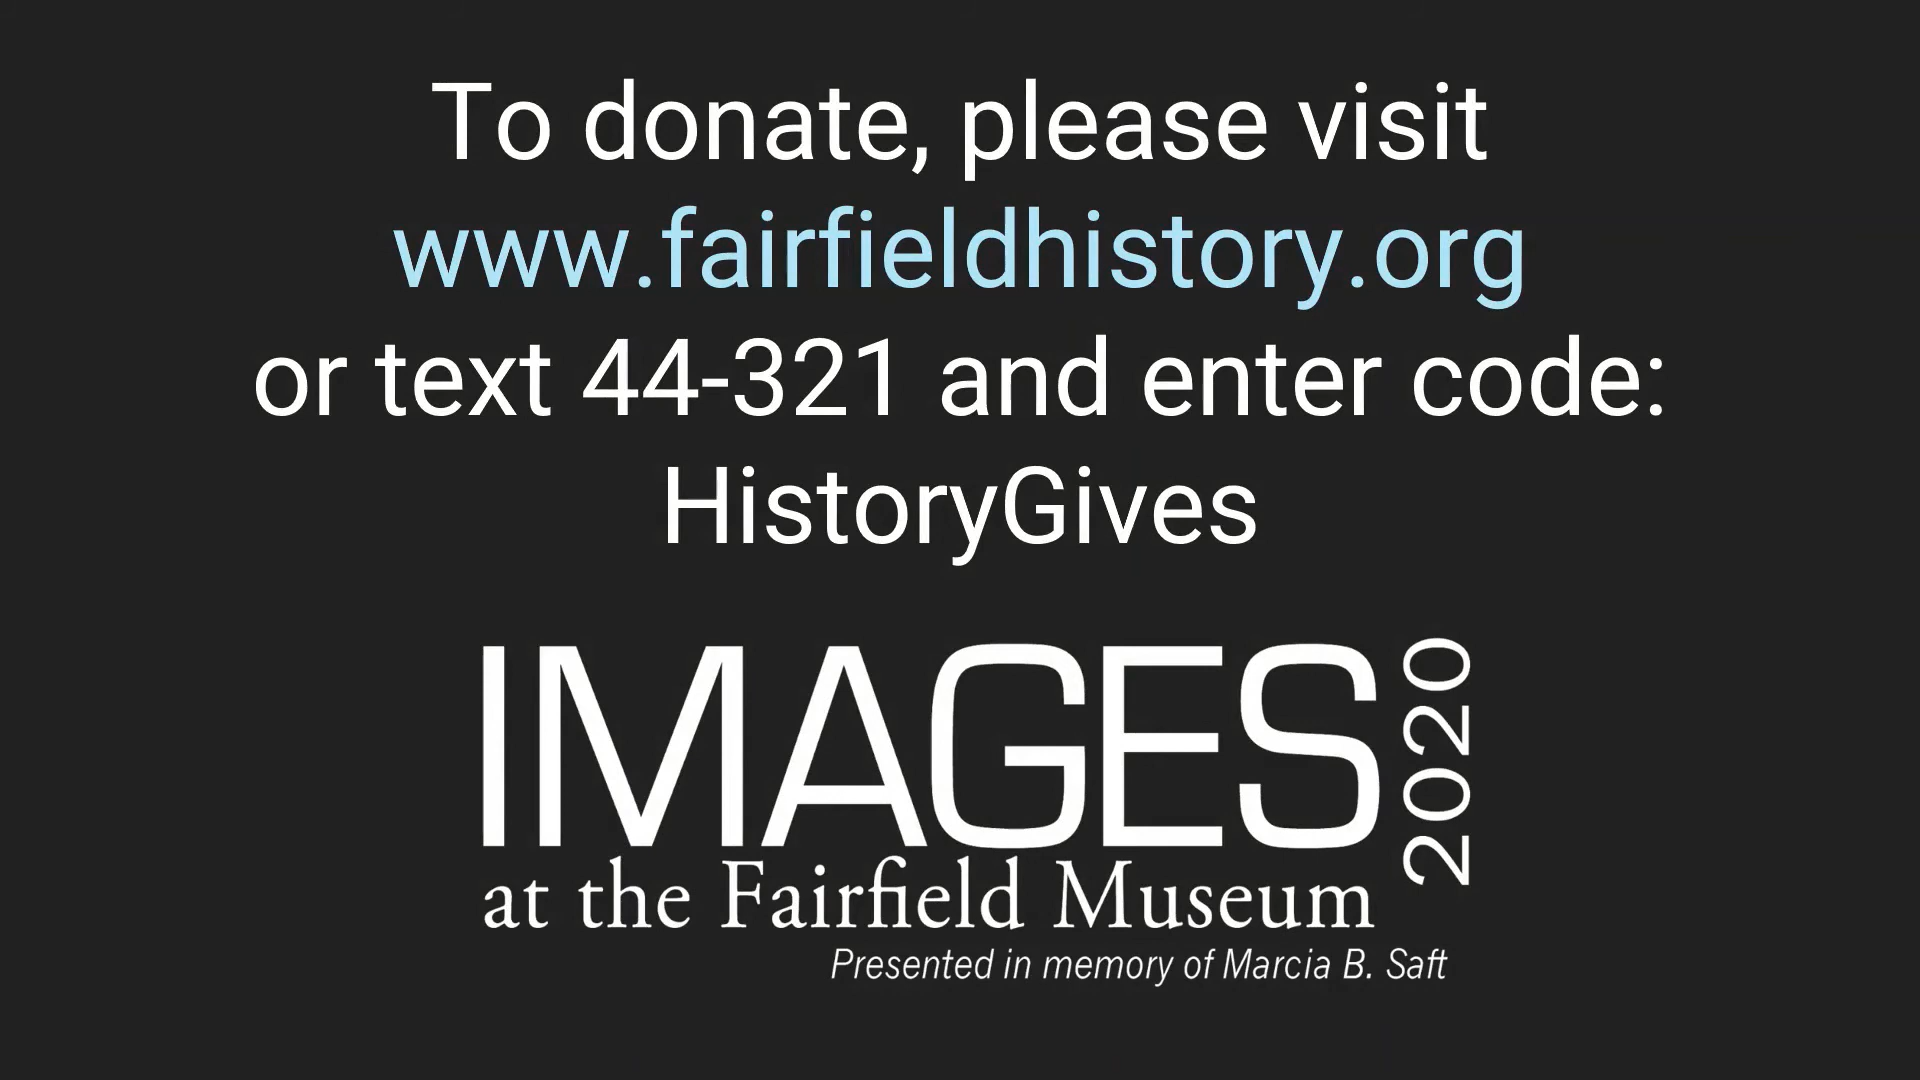 To donate, please visit
www.fairfieldhistory.org
or text 44-321 and enter code:
HistoryGives
IMAGES 2020
at the Fairfield Museum
Presented in memory of Marcia B. Saft